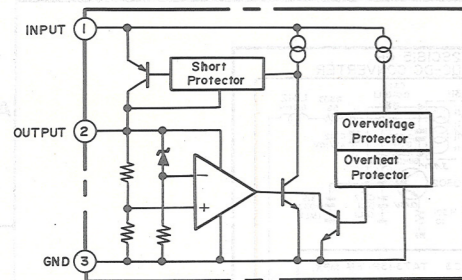 INPUT 1
Short
Protector
OUTPUT 2
Overvoltage
Protector
Overheat
Protector
−
+
GND 3